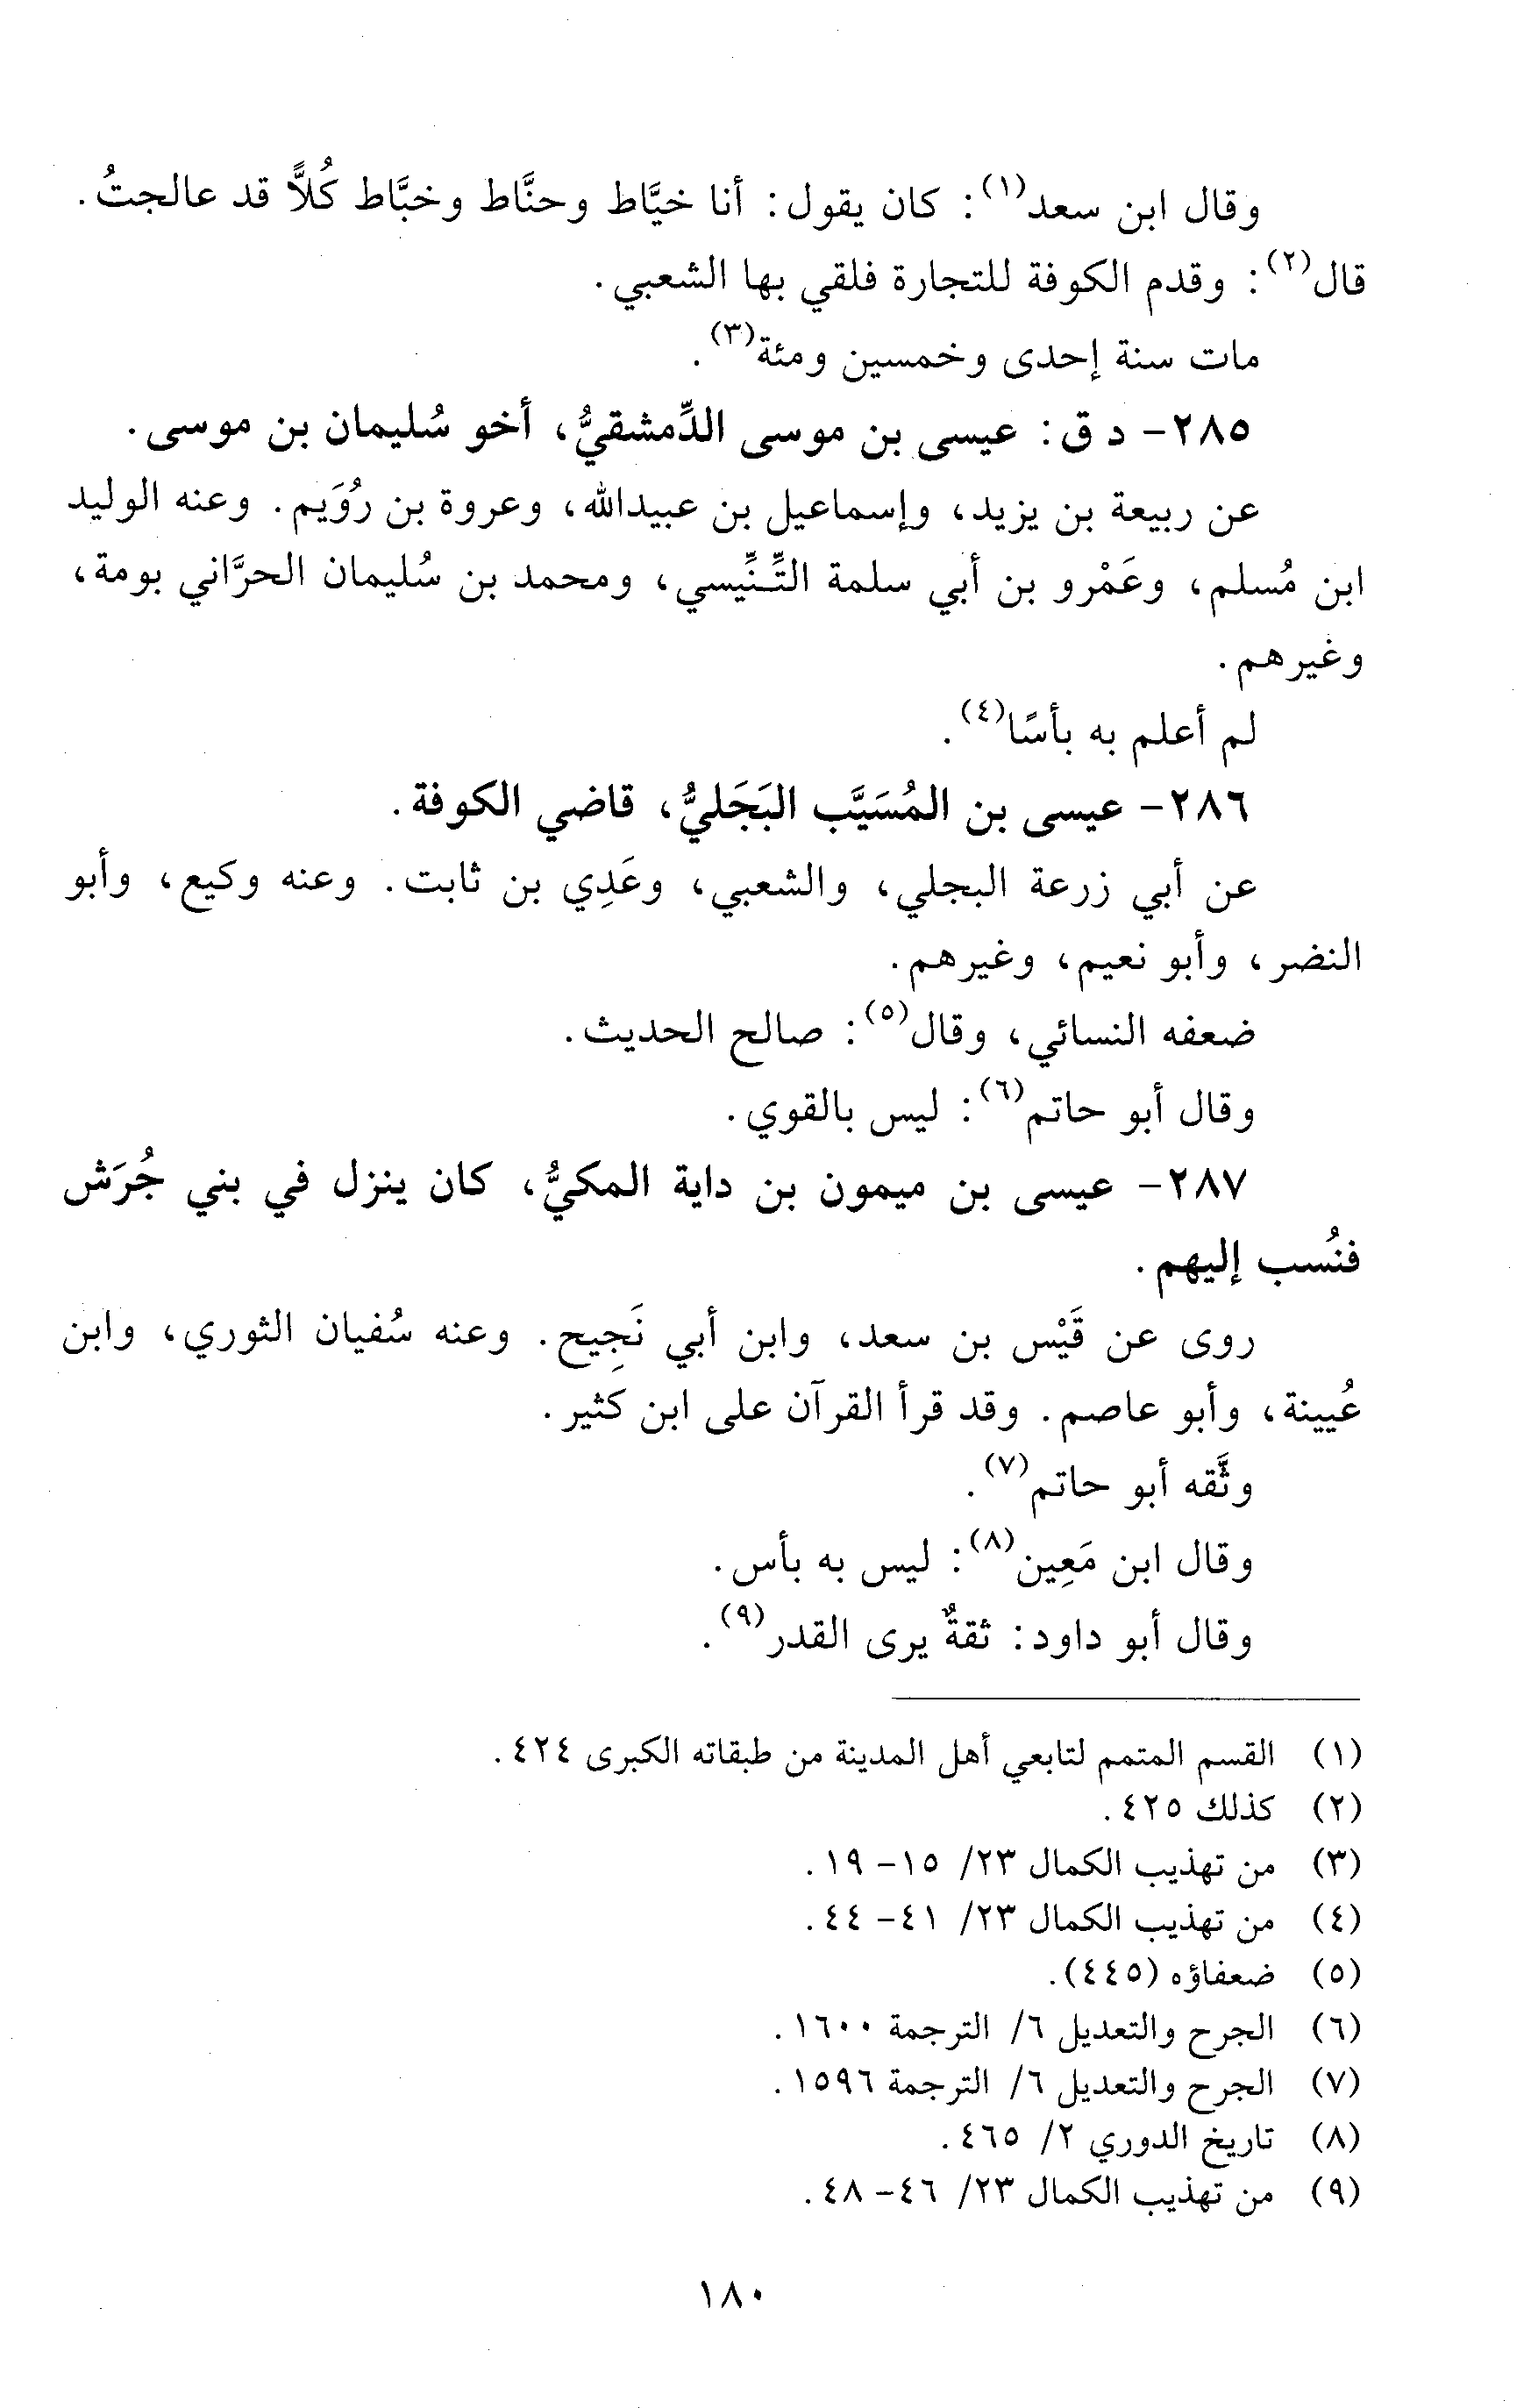 وقال ابن سعد(١): كان يقول: أنا خيَّاط وحنَّاط وخبَّاط كُلاًّ قد عالجتُ.
قال(٢): وقدم الكوفة للتجارة فلقي بها الشعبي.
مات سنة إحدى وخمسين ومئة(٣).
٢٨٥- د ق: عيسى بن موسى الدِّمشقيُّ، أخو سُليمان بن موسى.
عن ربيعة بن يزيد، وإسماعيل بن عبيدالله، وعروة بن رُوَيم. وعنه الوليد
ابن مُسلم، وعَمْرو بن أبي سلمة التِّنِّيسي، ومحمد بن سُليمان الحرَّاني بومة،
وغيرهم.
لم أعلم به بأسًا(٤).
٢٨٦- عيسى بن المُسَيَّب البَجَليُّ، قاضي الكوفة.
عن أبي زرعة البجلي، والشعبي، وعَدِي بن ثابت. وعنه وكيع، وأبو
النضر، وأبو نعيم، وغيرهم.
ضعفه النسائي، وقال(٥): صالح الحديث.
وقال أبو حاتم(٦): ليس بالقوي.
٢٨٧- عيسى بن ميمون بن داية المكيُّ، كان ينزل في بني جُرَش
فنُسب إليهم.
روى عن قَيْس بن سعد، وابن أبي نَجِيح. وعنه سُفيان الثوري، وابن
عُيينة، وأبو عاصم. وقد قرأ القرآن على ابن كثير.
وثَّقه أبو حاتم(٧).
وقال ابن مَعِين(٨): ليس به بأس.
وقال أبو داود: ثقةٌ يرى القدر(٩).
(١) القسم المتمم لتابعي أهل المدينة من طبقاته الكبرى ٤٢٤.
(٢) كذلك ٤٢٥.
(٣) من تهذيب الكمال ٢٣/ ١٥- ١٩.
(٤) من تهذيب الكمال ٢٣/ ٤١- ٤٤.
(٥) ضعفاؤه (٤٤٥).
(٦) الجرح والتعديل ٦/ الترجمة ١٦٠٠.
(٧) الجرح والتعديل ٦/ الترجمة ١٥٩٦.
(٨) تاريخ الدوري ٢/ ٤٦٥.
(٩) من تهذيب الكمال ٢٣/ ٤٦- ٤٨.
١٨٠